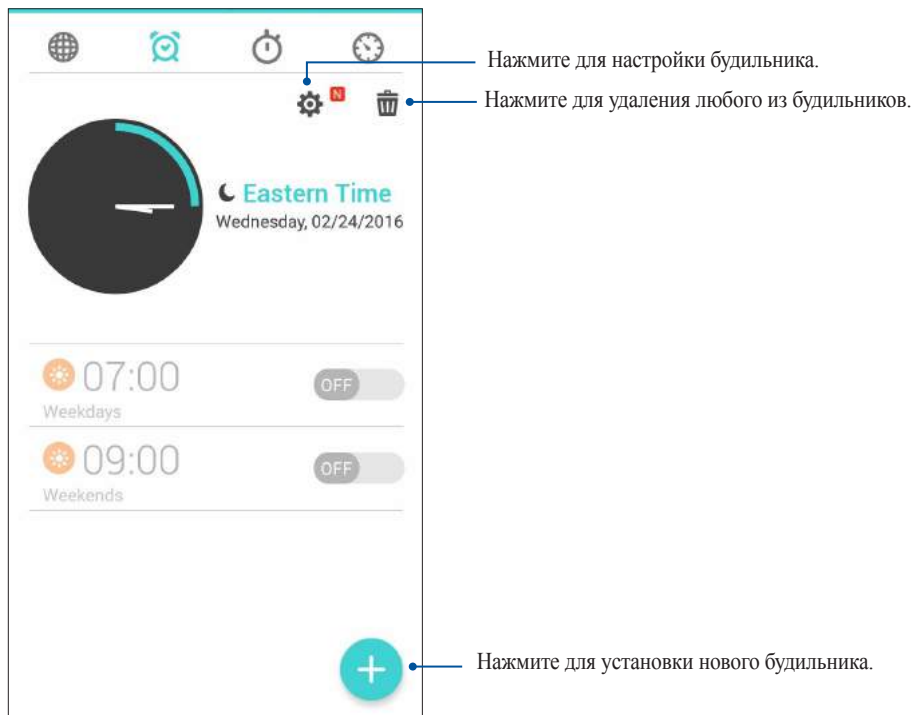 Нажмите для настройки будильника.
N
Нажмите для удаления любого из будильников.
Eastern Time
Wednesday, 02/24/2016
07:00
OFF
Weekdays
09:00
OFF
Weekends
+
Нажмите для установки нового будильника.